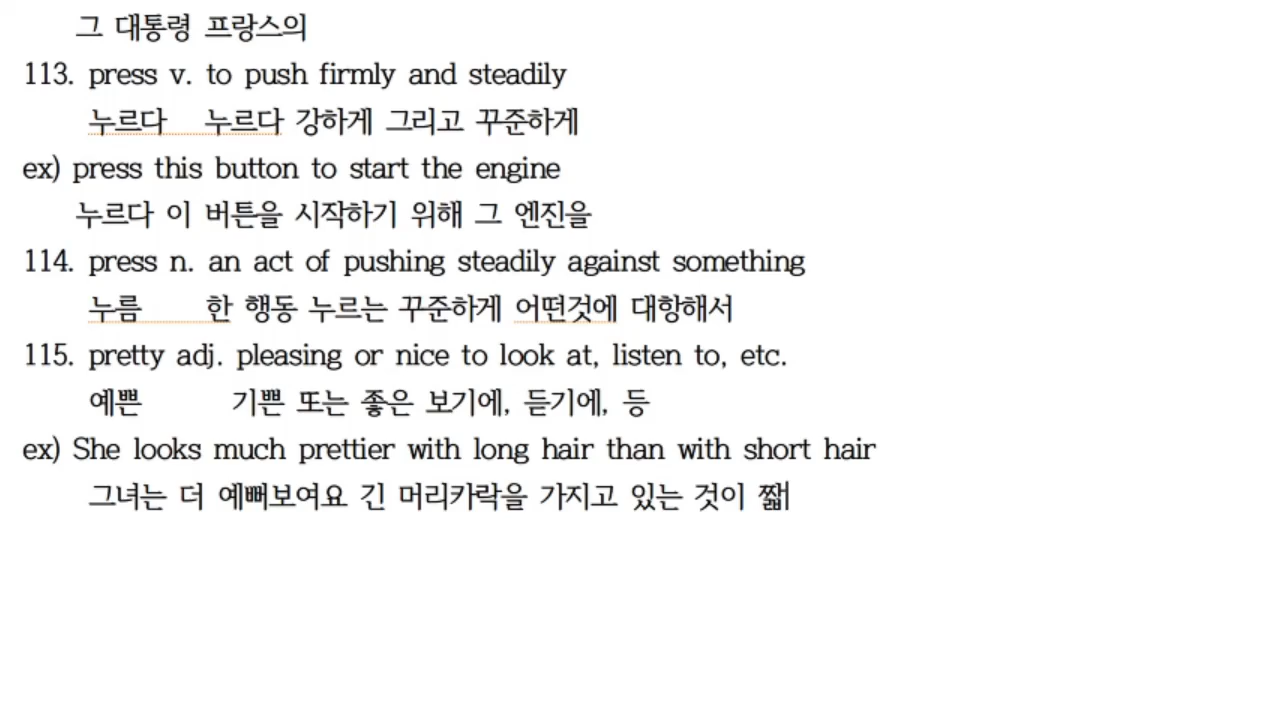 그 대통령 프랑스의
113. press v. to push firmly and steadily
누르다 누르다 강하게 그리고 꾸준하게
ex) press this button to start the engine
누르다 이 버튼을 시작하기 위해 그 엔진을
114. press n. an act of pushing steadily against something
누름 한 행동 누르는 꾸준하게 어떤것에 대항해서
115. pretty adj. pleasing or nice to look at, listen to, etc.
예쁜 기쁜 또는 좋은 보기에, 듣기에, 등
ex) She looks much prettier with long hair than with short hair
그녀는 더 예뻐보여요 긴 머리카락을 가지고 있는 것이 짧